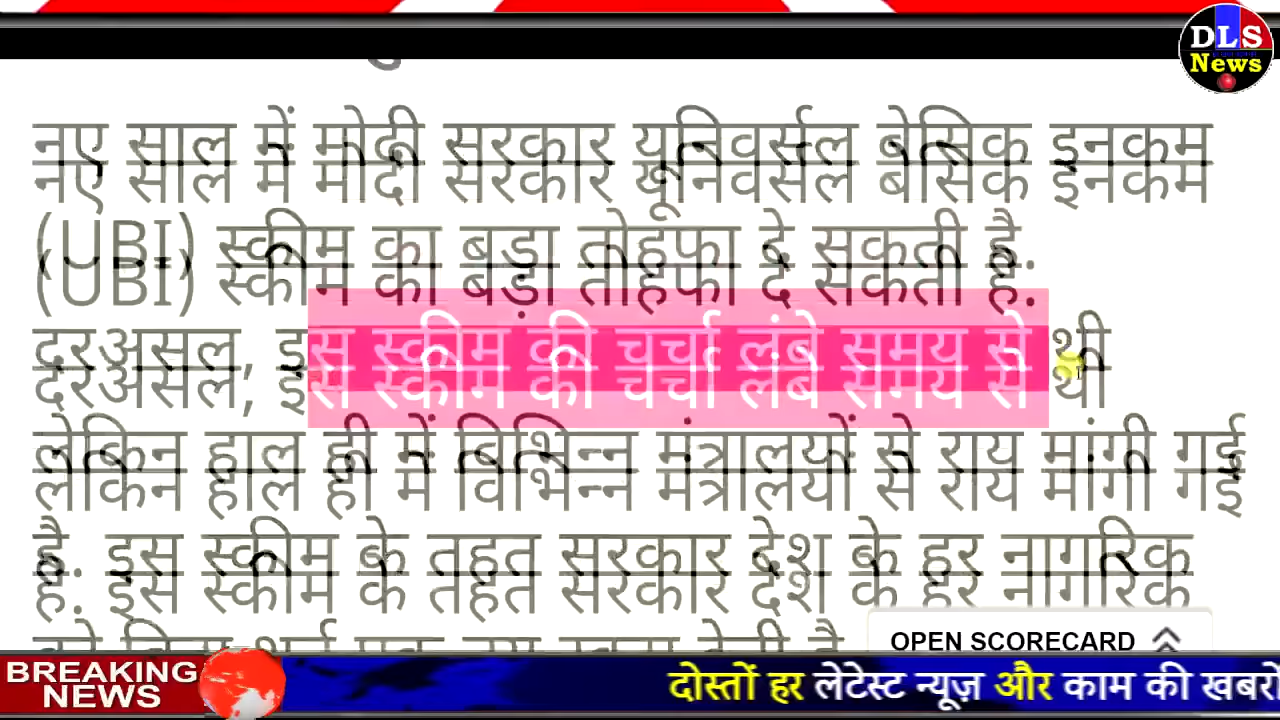 DLS
News
नए साल में मोदी सरकार यूनिवर्सल बेसिक इनकम
(UBI) स्कीम का बड़ा तोहफा दे सकती है.
दरअसल, इस स्कीम की चर्चा लंबे समय से थी
लेकिन हाल ही में विभिन्न मंत्रालयों से राय मांगी गई
है. इस स्कीम के तहत सरकार देश के हर नागरिक
OPEN SCORECARD
BREAKING
NEWS
दोस्तों हर लेटेस्ट न्यूज़ और काम की खबरो